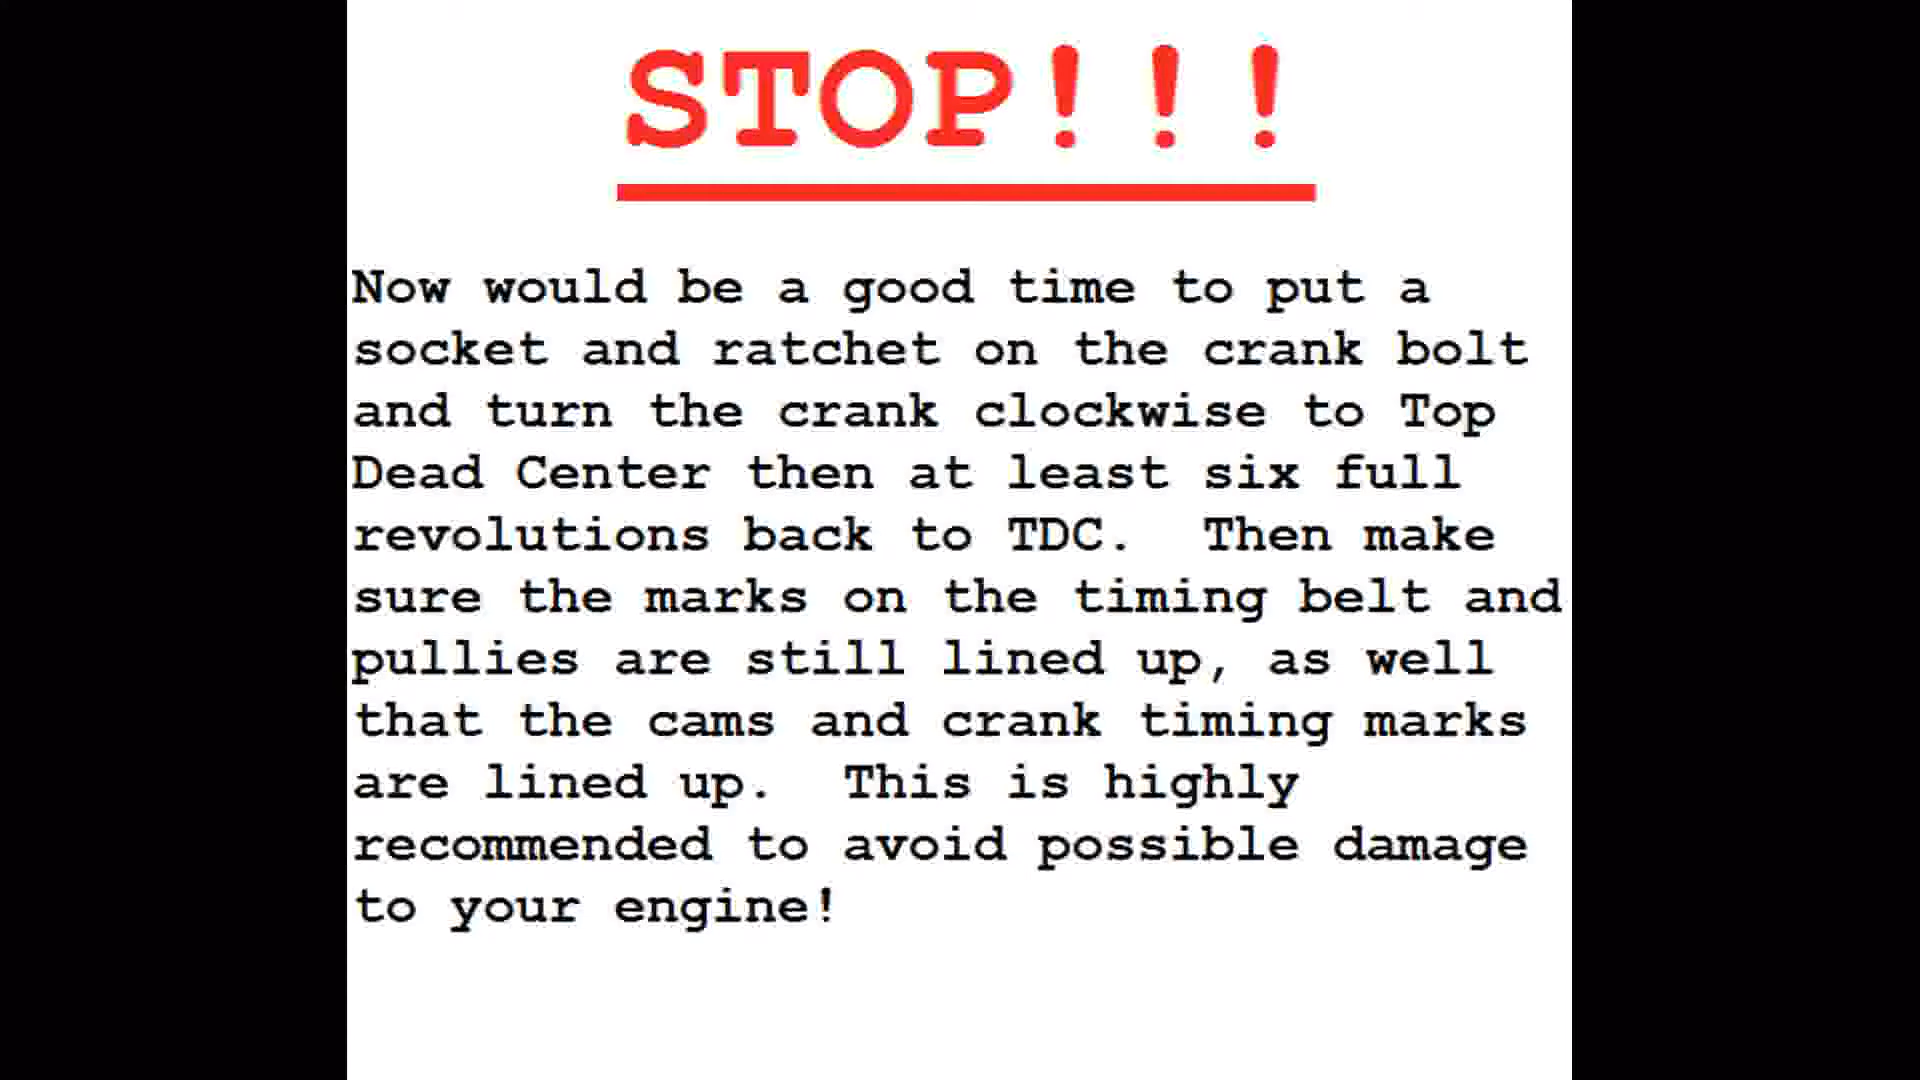 STOP!!!
Now would be a good time to put a
socket and ratchet on the crank bolt
and turn the crank clockwise to Top
Dead Center then at least six full
revolutions back to TDC.  Then make
sure the marks on the timing belt and
pullies are still lined up, as well
that the cams and crank timing marks
are lined up.  This is highly
recommended to avoid possible damage
to your engine!